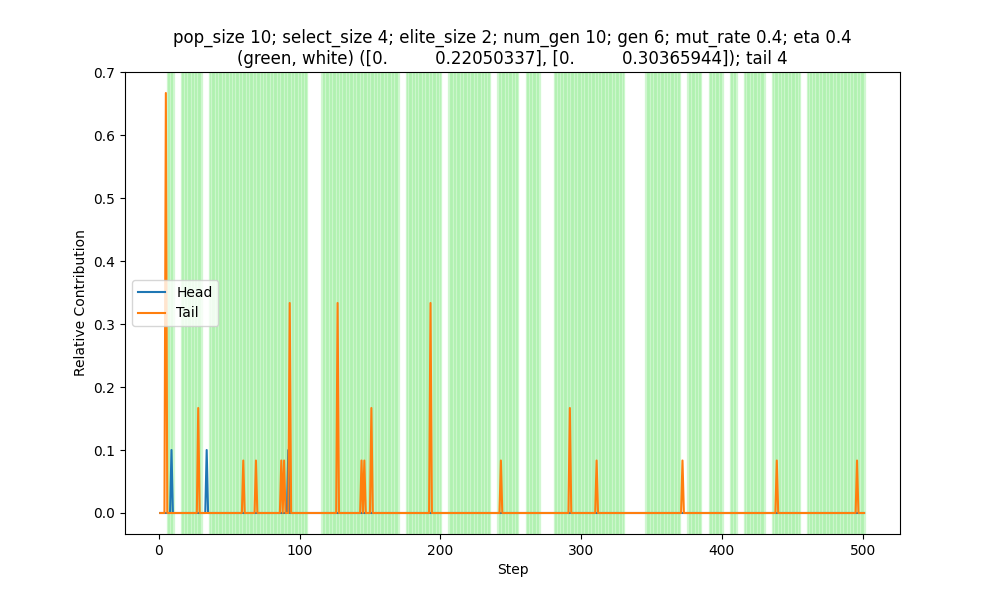 pop_size 10; select_size 4; elite_size 2; num_gen 10; gen 6; mut_rate 0.4; eta 0.4
(green, white) ([0. 0.22050337], [0. 0.30365944]); tail 4
0.7
0.6
0.5
0.4
0.3
0.2
0.1
0.0
Relative Contribution
Head
Tail
0 100 200 300 400 500
Step